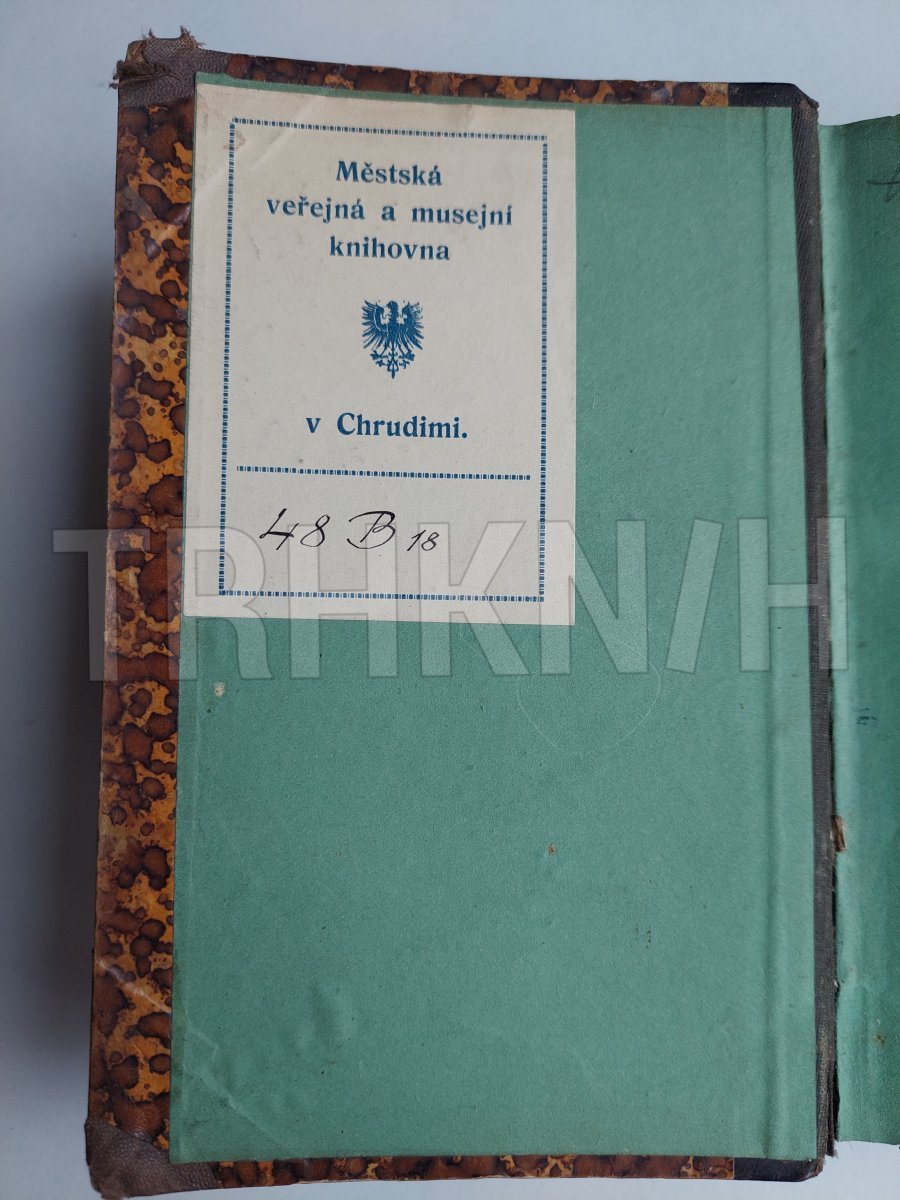 Městská
veřejná a musejní
knihovna
v Chrudimi.
48 B 18
TRHKNIH